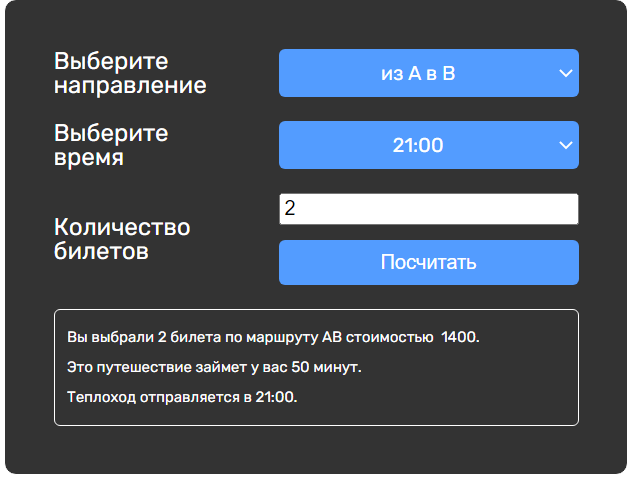 Выберите
направление
из А в В
Выберите
время
21:00
Количество
билетов
2
Посчитать
Вы выбрали 2 билета по маршруту АВ стоимостью 1400.
Это путешествие займет у вас 50 минут.
Теплоход отправляется в 21:00.